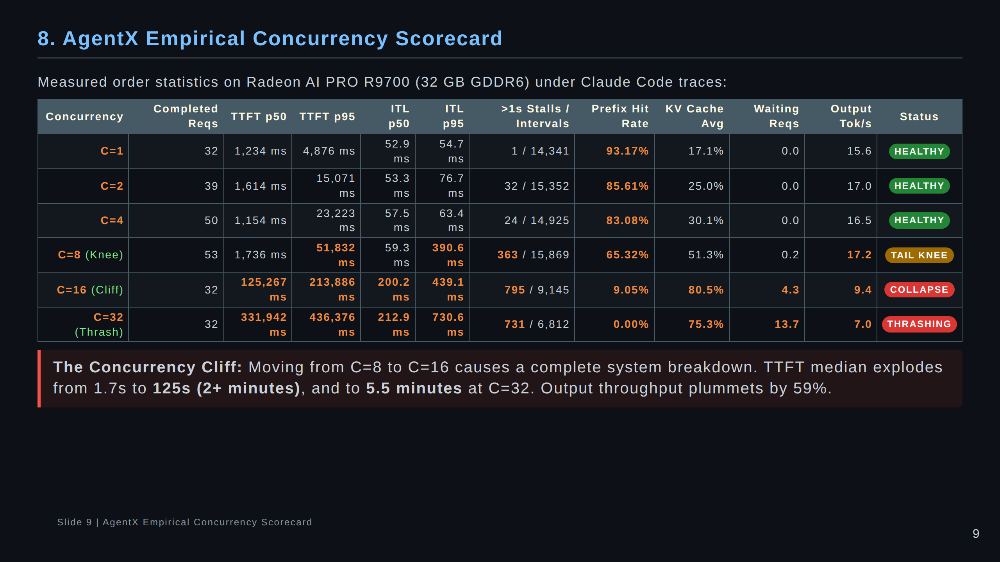 8. AgentX Empirical Concurrency Scorecard
Measured order statistics on Radeon AI PRO R9700 (32 GB GDDR6) under Claude Code traces:
Concurrency Completed Reqs TTFT p50 TTFT p95 ITL p50 ITL p95 >1s Stalls / Intervals Prefix Hit Rate KV Cache Avg Waiting Reqs Output Tok/s Status
C=1 32 1,234 ms 4,876 ms 52.9 ms 54.7 ms 1 / 14,341 93.17% 17.1% 0.0 15.6 HEALTHY
C=2 39 1,614 ms 15,071 ms 53.3 ms 76.7 ms 32 / 15,352 85.61% 25.0% 0.0 17.0 HEALTHY
C=4 50 1,154 ms 23,223 ms 57.5 ms 63.4 ms 24 / 14,925 83.08% 30.1% 0.0 16.5 HEALTHY
C=8 (Knee) 53 1,736 ms 51,832 ms 59.3 ms 390.6 ms 363 / 15,869 65.32% 51.3% 0.2 17.2 TAIL KNEE
C=16 (Cliff) 32 125,267 ms 213,886 ms 200.2 ms 439.1 ms 795 / 9,145 9.05% 80.5% 4.3 9.4 COLLAPSE
C=32 (Thrash) 32 331,942 ms 436,376 ms 212.9 ms 730.6 ms 731 / 6,812 0.00% 75.3% 13.7 7.0 THRASHING
The Concurrency Cliff: Moving from C=8 to C=16 causes a complete system breakdown. TTFT median explodes
from 1.7s to 125s (2+ minutes), and to 5.5 minutes at C=32. Output throughput plummets by 59%.
Slide 9 | AgentX Empirical Concurrency Scorecard
9